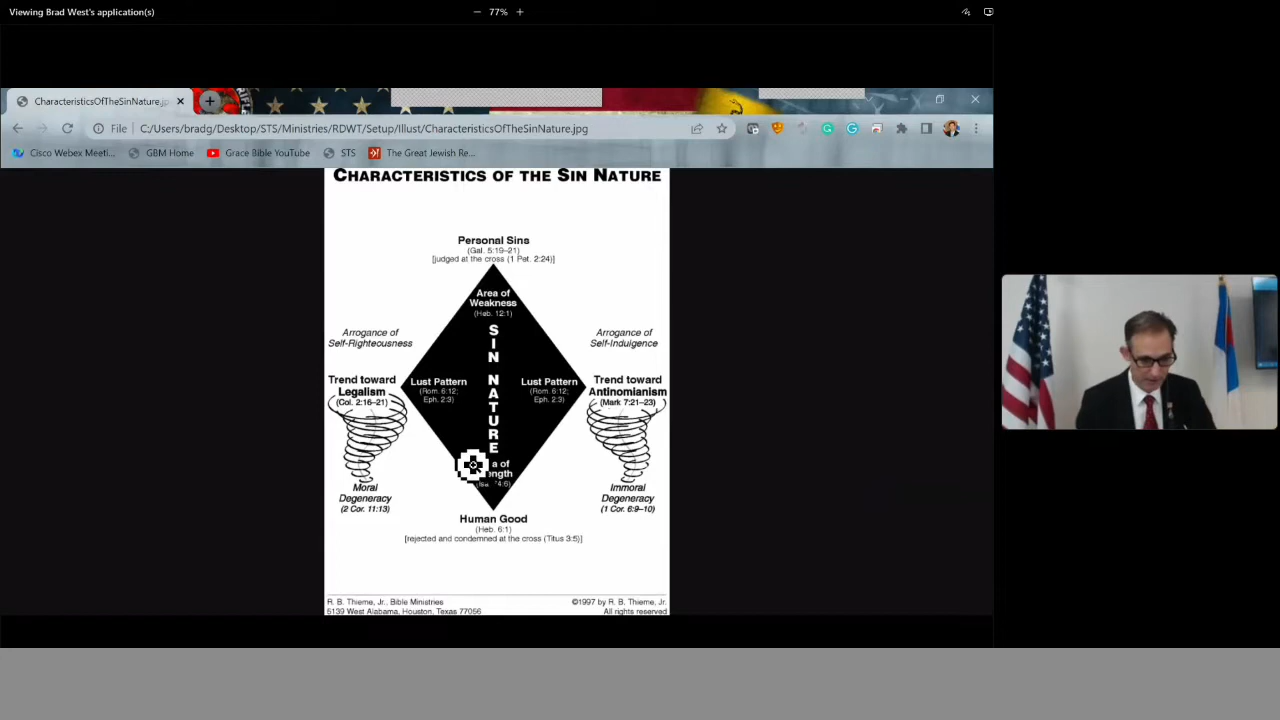 Viewing Brad West's application(s)
77%
CharacteristicsOfTheSinNature.jp
File C:/Users/bradg/Desktop/STS/Ministries/RDWT/Setup/Illust/CharacteristicsOfTheSinNature.jpg
Cisco Webex Meeti... GBM Home Grace Bible YouTube STS The Great Jewish Re...
CHARACTERISTICS OF THE SIN NATURE
Personal Sins
(Gal. 5:19–21)
[judged at the cross (1 Pet. 2:24)]
Area of
Weakness
(Heb. 12:1)
Arrogance of
Self-Righteousness
Arrogance of
Self-Indulgence
SIN NATURE
Trend toward
Legalism
(Col. 2:16–21)
Lust Pattern
(Rom. 6:12;
Eph. 2:3)
Lust Pattern
(Rom. 6:12;
Eph. 2:3)
Trend toward
Antinomianism
(Mark 7:21–23)
a of
ength
4:6)
Moral
Degeneracy
(2 Cor. 11:13)
Immoral
Degeneracy
(1 Cor. 6:9–10)
Human Good
(Heb. 6:1)
[rejected and condemned at the cross (Titus 3:5)]
R. B. Thieme, Jr., Bible Ministries
5139 West Alabama, Houston, Texas 77056
©1997 by R. B. Thieme, Jr.
All rights reserved